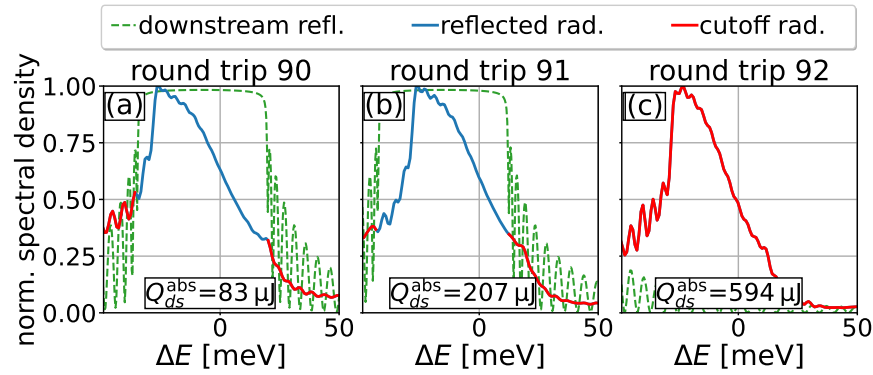 downstream refl. reflected rad. cutoff rad.
round trip 90 round trip 91 round trip 92
norm. spectral density
1.00
0.75
0.50
0.25
0.00
(a) (b) (c)
Q_ds^abs=83 μJ Q_ds^abs=207 μJ Q_ds^abs=594 μJ
0 50 0 50 0 50
ΔE [meV] ΔE [meV] ΔE [meV]